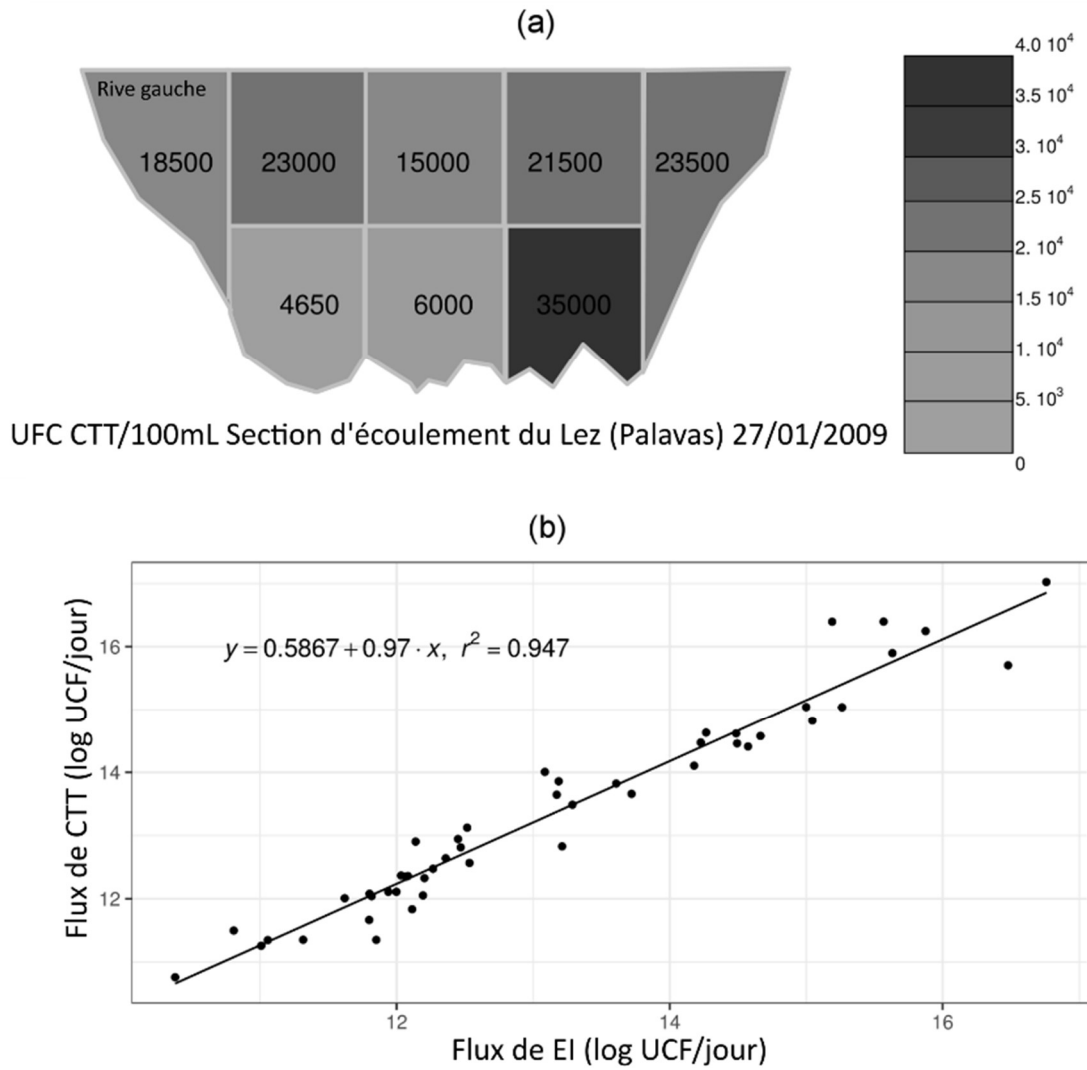 (a)
Rive gauche
18500 23000 15000 21500 23500
4650 6000 35000
4.0 10⁴
3.5 10⁴
3. 10⁴
2.5 10⁴
2. 10⁴
1.5 10⁴
1. 10⁴
5. 10³
0
UFC CTT/100mL Section d'écoulement du Lez (Palavas) 27/01/2009
(b)
y = 0.5867 + 0.97 · x, r² = 0.947
Flux de CTT (log UCF/jour)
16
14
12
12 14 16
Flux de EI (log UCF/jour)